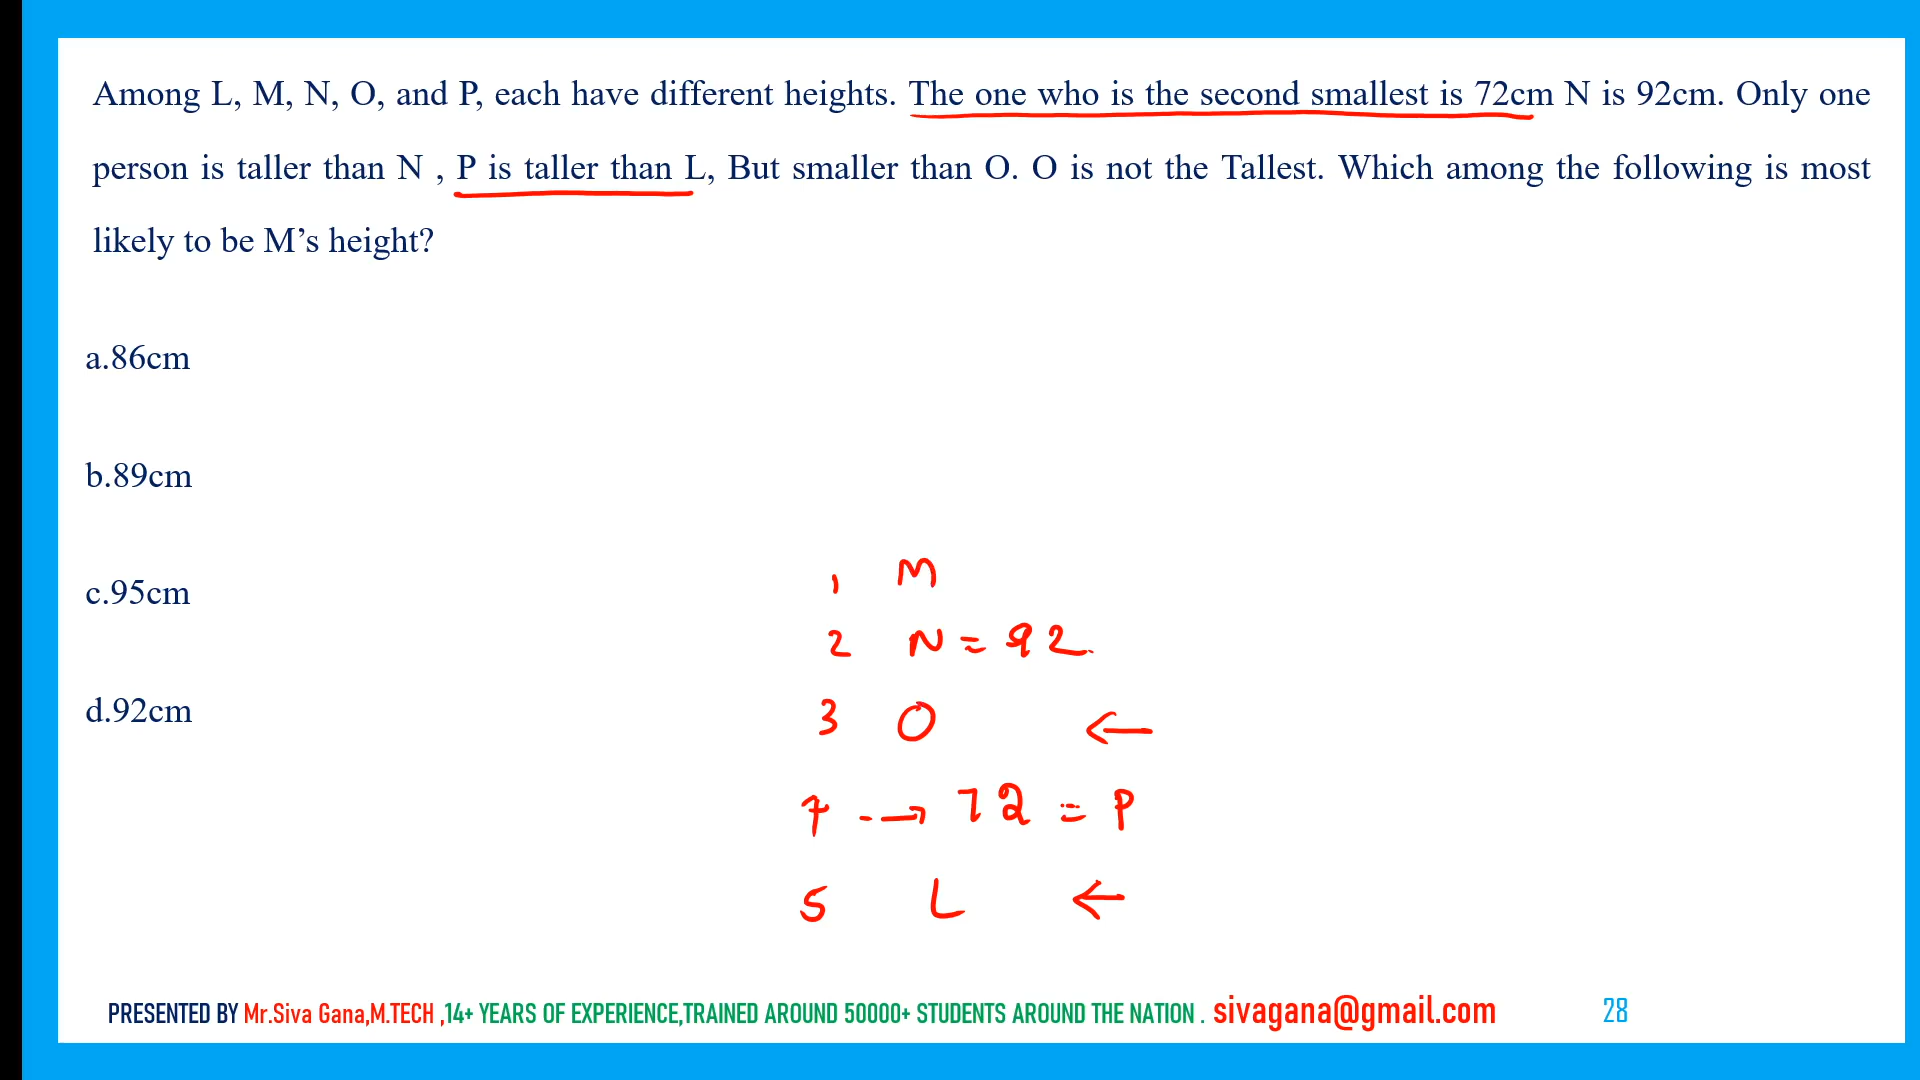 Among L, M, N, O, and P, each have different heights. The one who is the second smallest is 72cm N is 92cm. Only one
person is taller than N , P is taller than L, But smaller than O. O is not the Tallest. Which among the following is most
likely to be M’s height?
a.86cm
b.89cm
c.95cm
d.92cm
1 M
2 N = 92
3 O ←
4 → 72 = P
5 L ←
PRESENTED BY Mr.Siva Gana,M.TECH ,14+ YEARS OF EXPERIENCE,TRAINED AROUND 50000+ STUDENTS AROUND THE NATION . sivagana@gmail.com 28